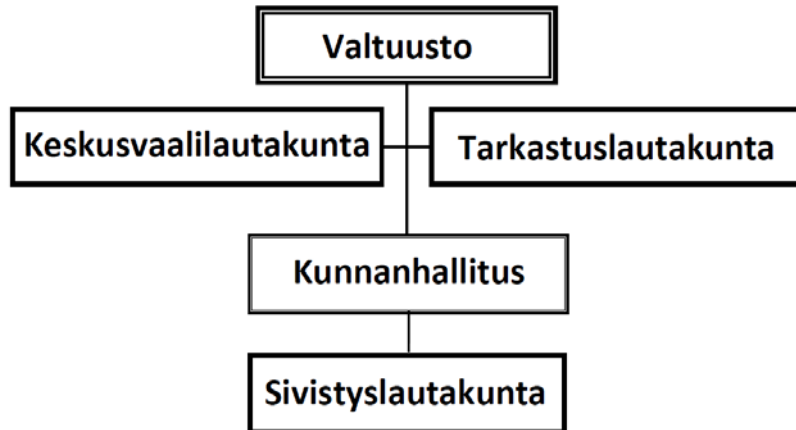 Valtuusto
Keskusvaalilautakunta
Tarkastuslautakunta
Kunnanhallitus
Sivistyslautakunta